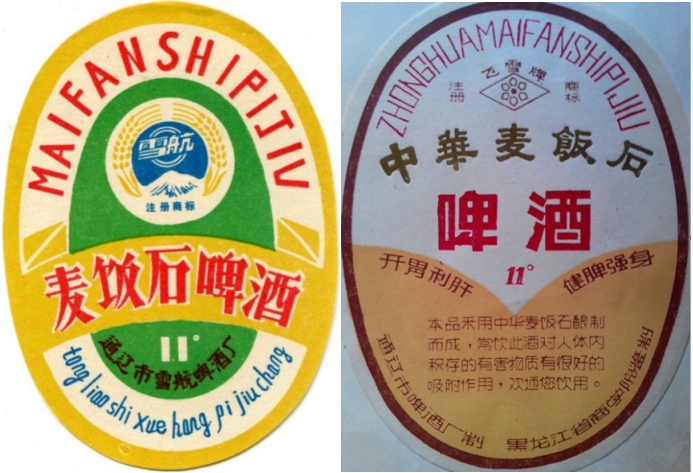 MAIFANSHIPIJIU
雪航
注册商标
麦饭石啤酒
11°
通辽市雪航啤酒厂
tong liao shi xue hang pi jiu chang
ZHONGHUAMAIFANSHIPIJIU
飞雪牌
注册 商标
中華麦飯石
啤酒
11°
开胃利肝 健脾强身
本品采用中华麦饭石酿制
而成，常饮此酒对人体内
积存的有害物质有很好的
吸附作用，欢迎您饮用。
通辽市啤酒厂制
黑龙江省商学院监制